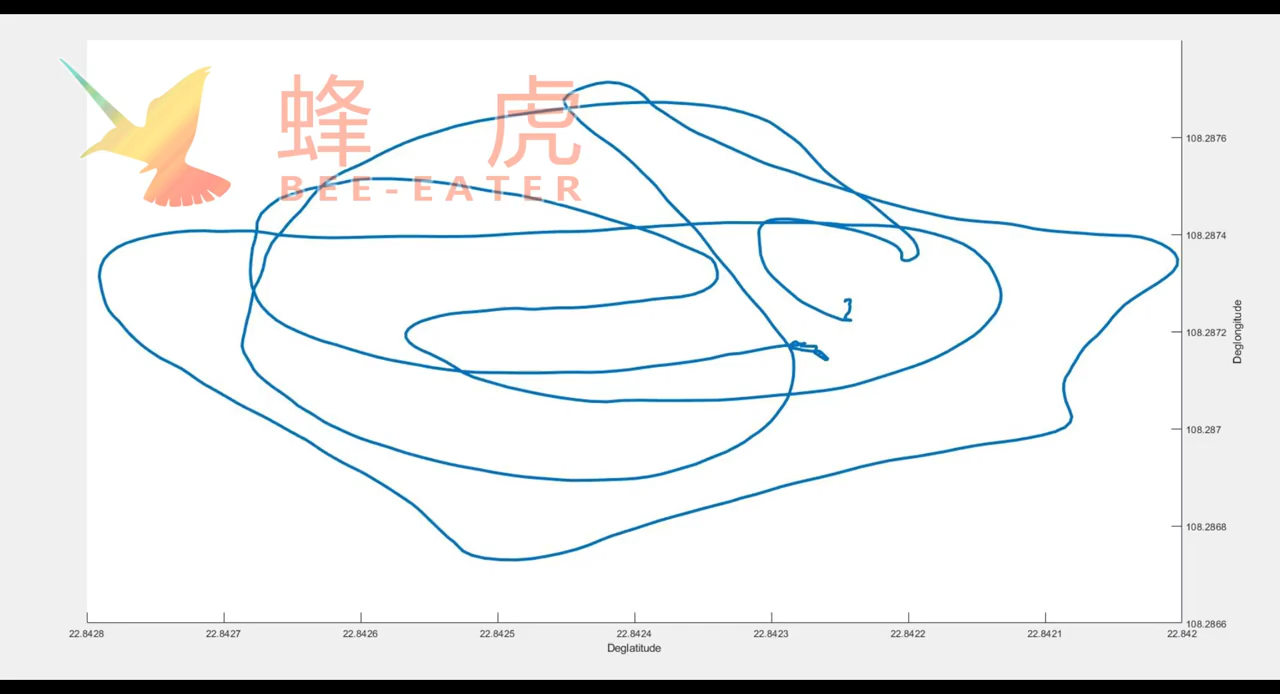 蜂 虎
BEE-EATER
108.2876
108.2874
108.2872
108.287
108.2868
108.2866
Deglongitude
22.8428 22.8427 22.8426 22.8425 22.8424 22.8423 22.8422 22.8421 22.842
Deglatitude